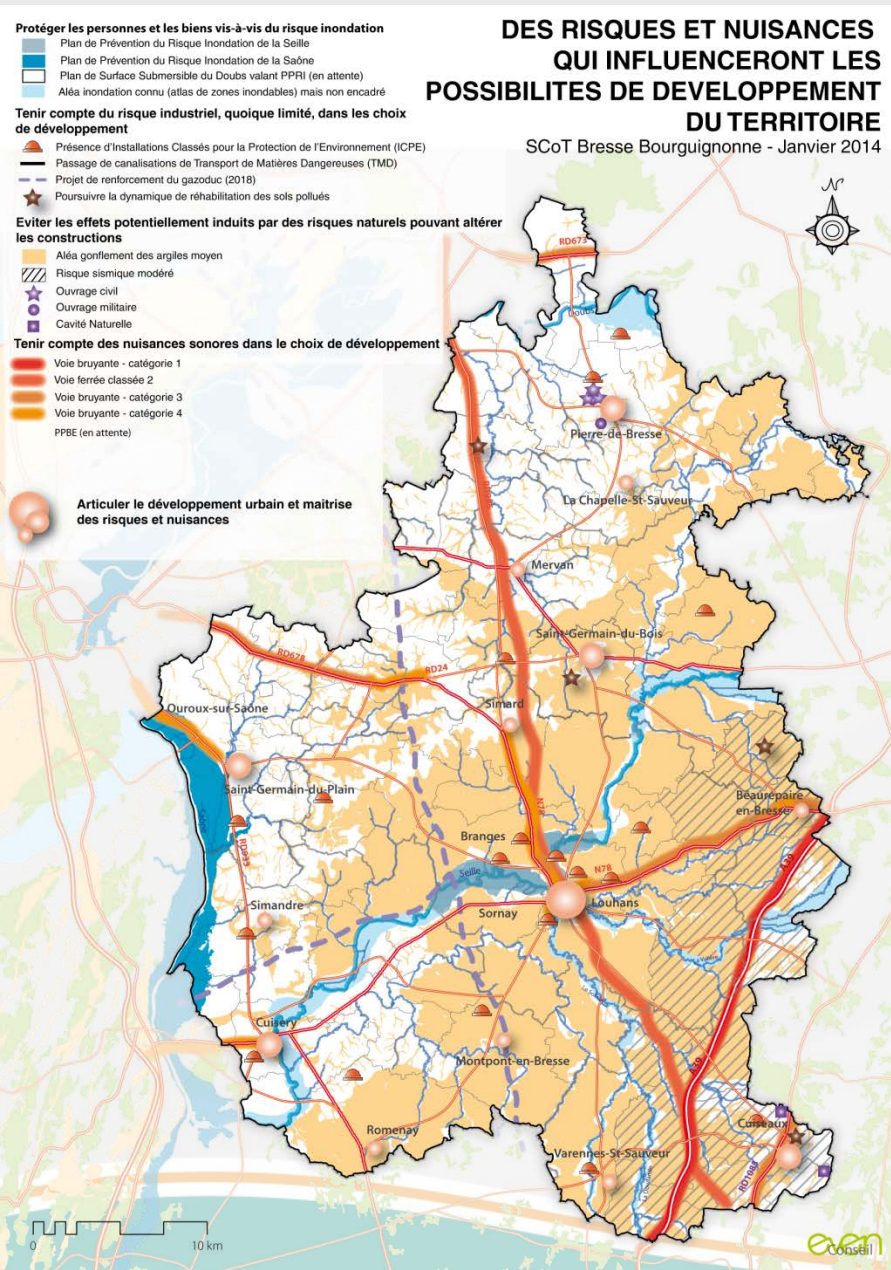 DES RISQUES ET NUISANCES
QUI INFLUENCERONT LES
POSSIBILITES DE DEVELOPPEMENT
DU TERRITOIRE
SCoT Bresse Bourguignonne - Janvier 2014
Protéger les personnes et les biens vis-à-vis du risque inondation
Plan de Prévention du Risque Inondation de la Seille
Plan de Prévention du Risque Inondation de la Saône
Plan de Surface Submersible du Doubs valant PPRI (en attente)
Aléa inondation connu (atlas de zones inondables) mais non encadré
Tenir compte du risque industriel, quoique limité, dans les choix
de développement
Présence d'Installations Classés pour la Protection de l'Environnement (ICPE)
Passage de canalisations de Transport de Matières Dangereuses (TMD)
Projet de renforcement du gazoduc (2018)
Poursuivre la dynamique de réhabilitation des sols pollués
Eviter les effets potentiellement induits par des risques naturels pouvant altérer
les constructions
Aléa gonflement des argiles moyen
Risque sismique modéré
Ouvrage civil
Ouvrage militaire
Cavité Naturelle
Tenir compte des nuisances sonores dans le choix de développement
Voie bruyante - catégorie 1
Voie ferrée classée 2
Voie bruyante - catégorie 3
Voie bruyante - catégorie 4
PPBE (en attente)
Articuler le développement urbain et maitrise
des risques et nuisances
N
RD673
Doubs
Pierre-de-Bresse
La Chapelle-St-Sauveur
Mervan
Saint-Germain-du-Bois
RD678
RD24
Simard
Ouroux-sur-Saône
Saint-Germain-du-Plain
Beaurepaire
en-Bresse
N78
Branges
RD933
N78
A39
Seille
Louhans
Simandre
Sornay
Cuisery
A39
Montpont-en-Bresse
Cuiseaux
Romenay
Varennes-St-Sauveur
RD1083
0
10 km
even
Conseil